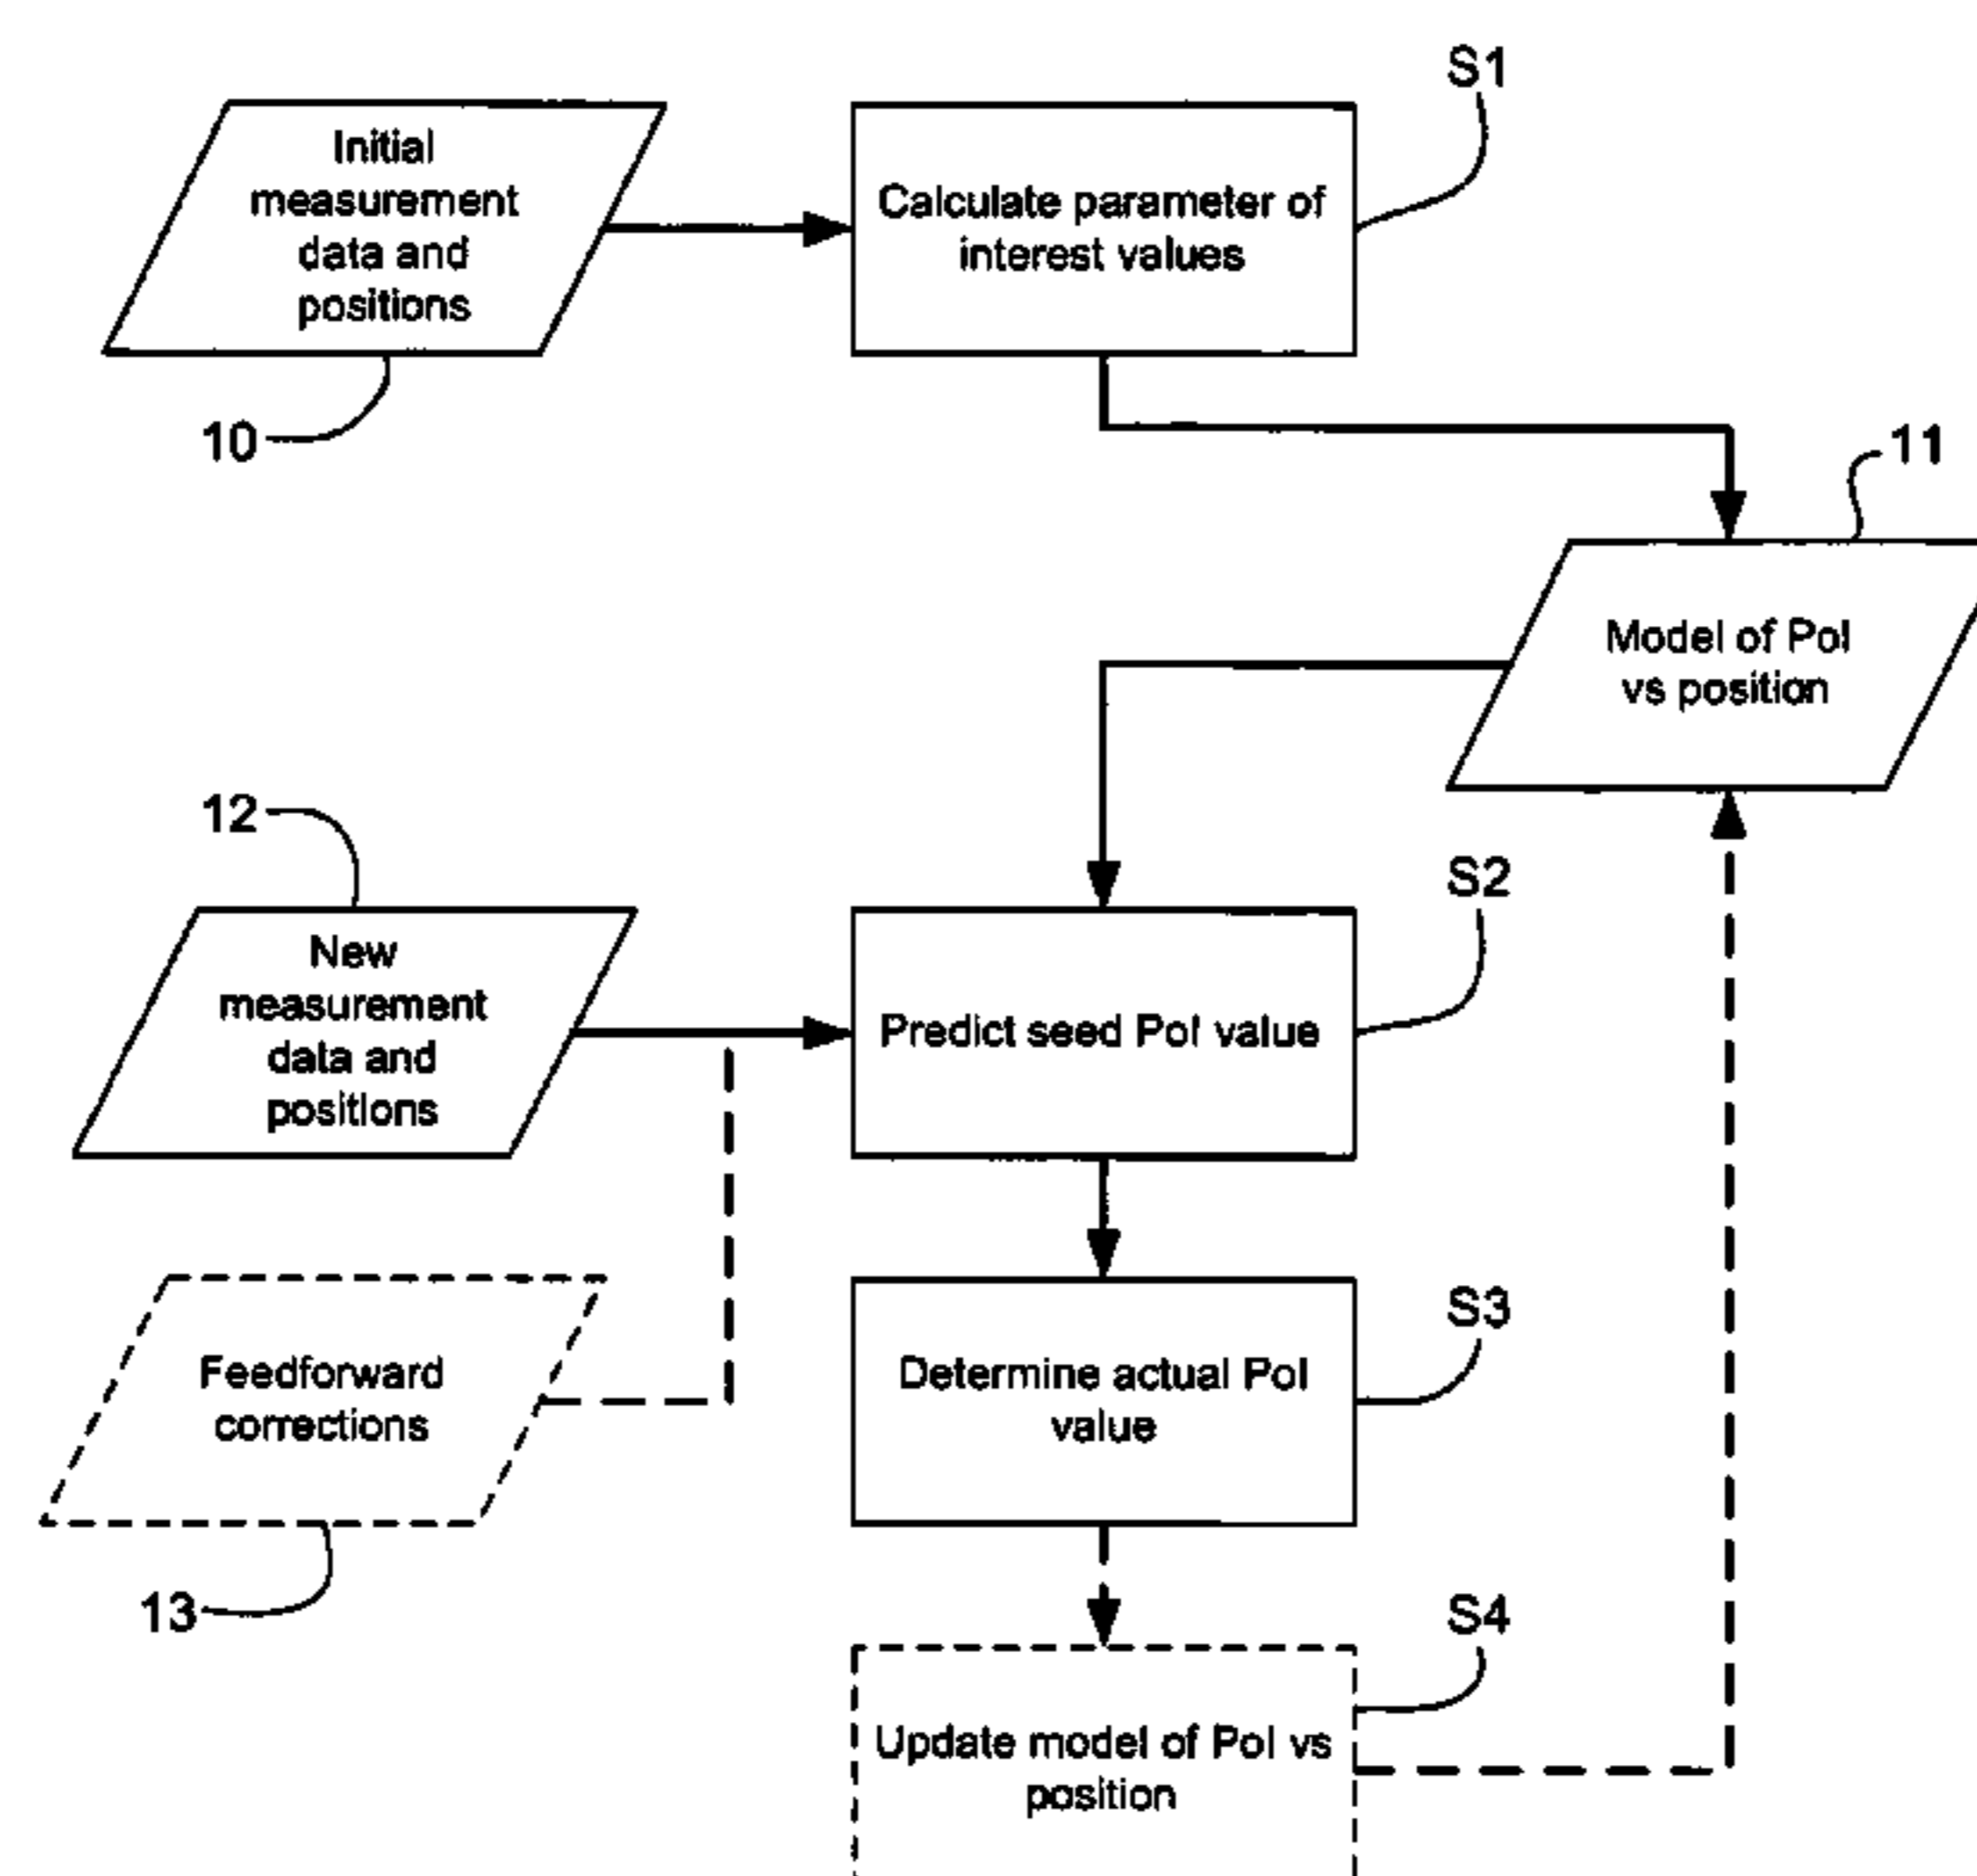 S1
Initial
measurement
data and
positions
Calculate parameter of
interest values
10
11
Model of PoI
vs position
12
S2
New
measurement
data and
positions
Predict seed PoI value
S3
Feedforward
corrections
Determine actual PoI
value
13
S4
Update model of PoI vs
position